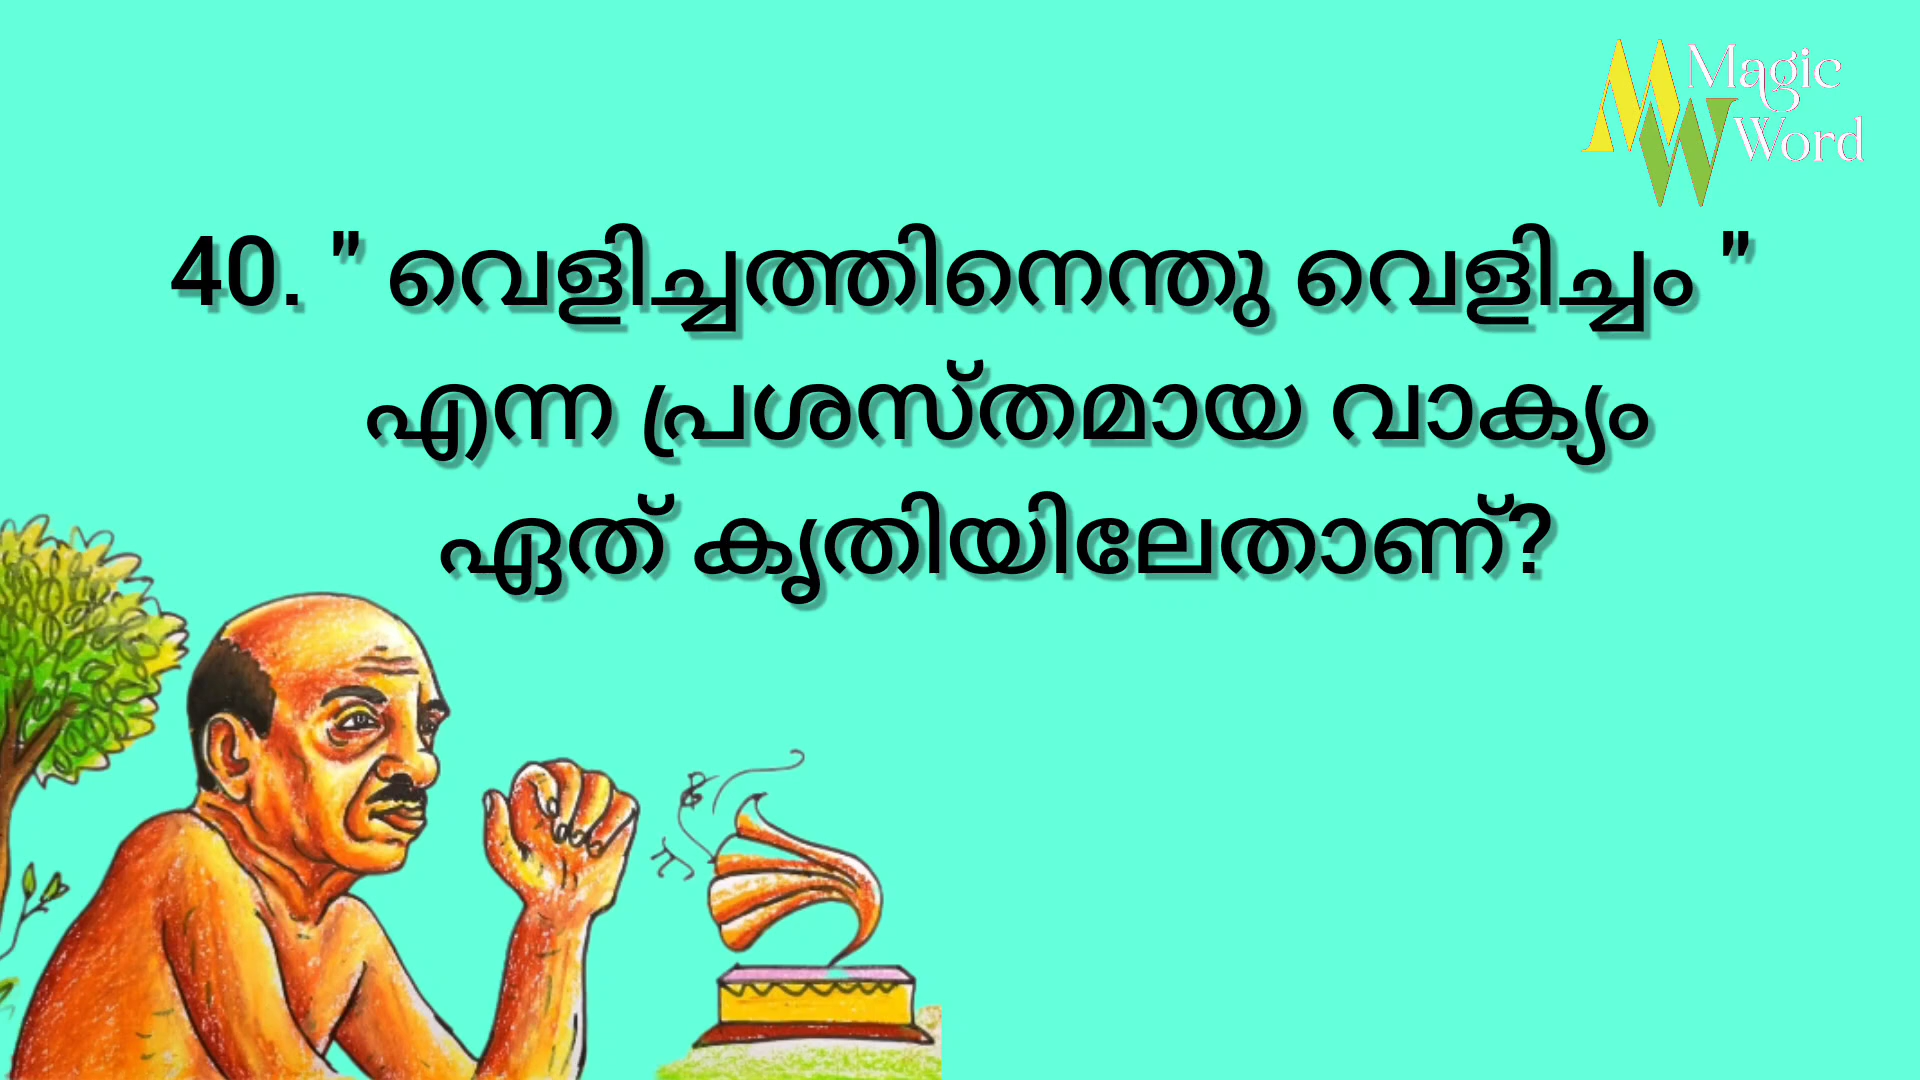 Magic
Word
40. " വെളിച്ചത്തിനെന്തു വെളിച്ചം "
എന്ന പ്രശസ്തമായ വാക്യം
ഏത് കൃതിയിലേതാണ്?